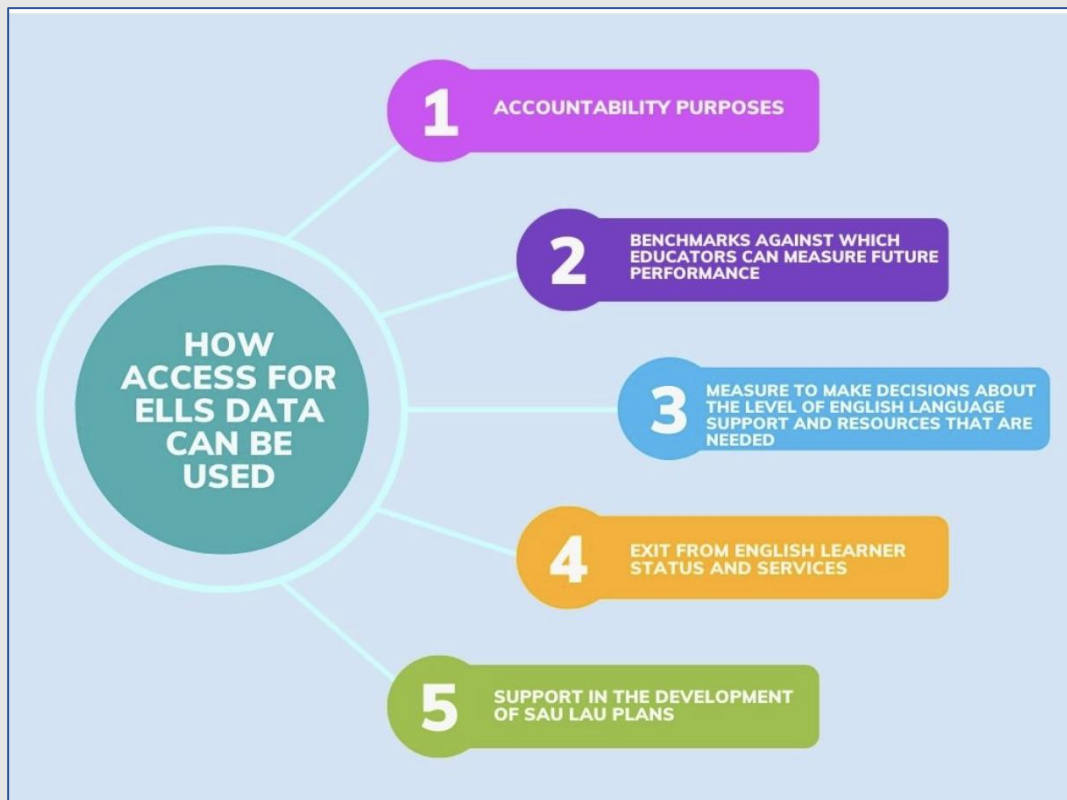 HOW
ACCESS FOR
ELLS DATA
CAN BE
USED
1
ACCOUNTABILITY PURPOSES
2
BENCHMARKS AGAINST WHICH
EDUCATORS CAN MEASURE FUTURE
PERFORMANCE
3
MEASURE TO MAKE DECISIONS ABOUT
THE LEVEL OF ENGLISH LANGUAGE
SUPPORT AND RESOURCES THAT ARE
NEEDED
4
EXIT FROM ENGLISH LEARNER
STATUS AND SERVICES
5
SUPPORT IN THE DEVELOPMENT
OF SAU LAU PLANS